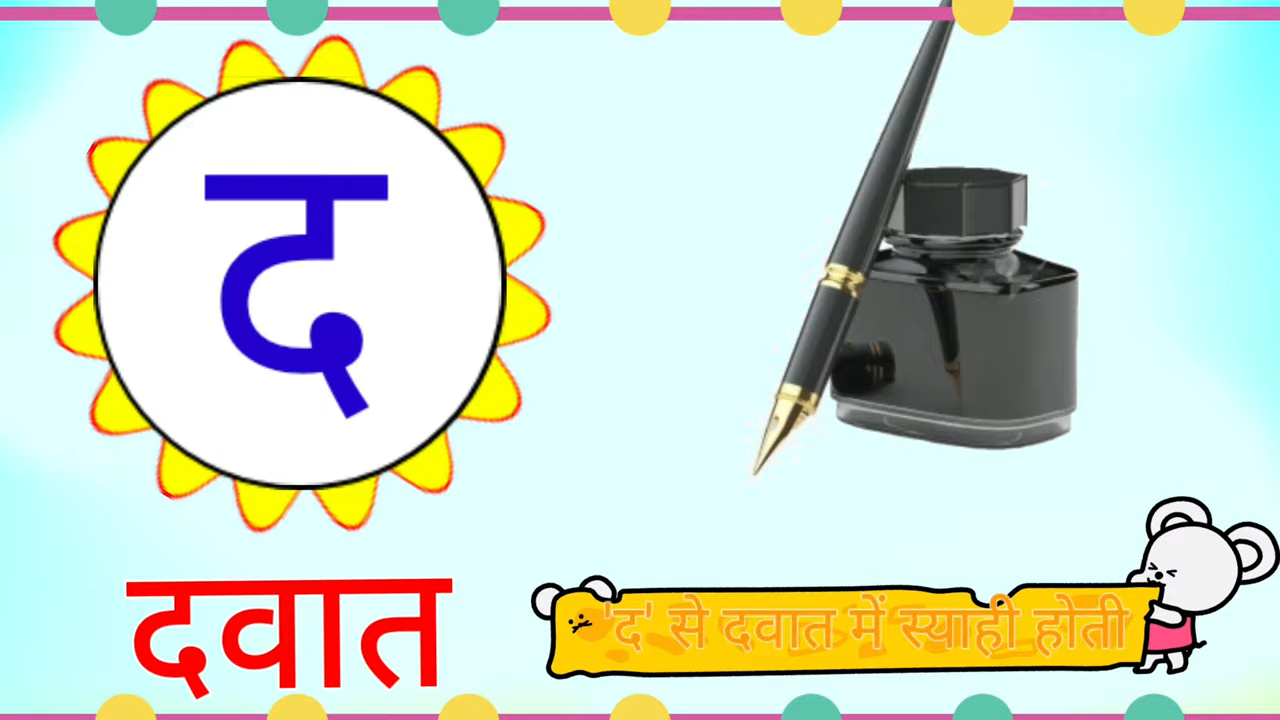 द
दवात
'द' से दवात में स्याही होती